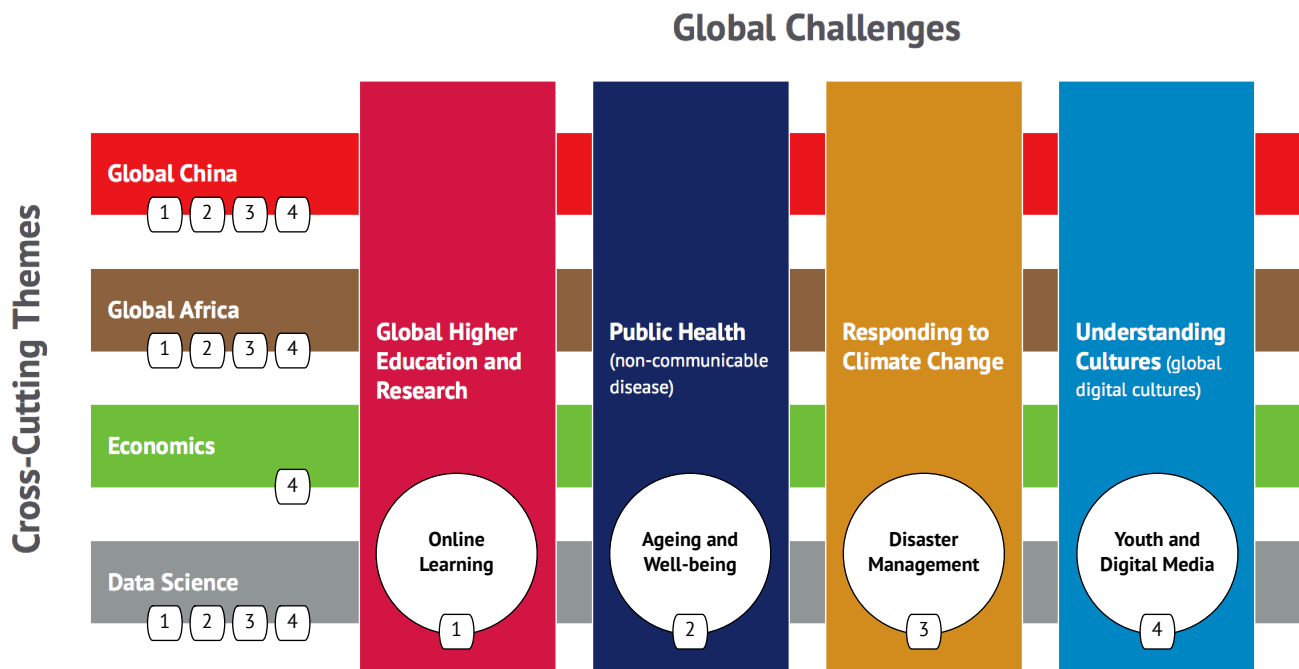 Global Challenges
Cross-Cutting Themes
Global China
1 2 3 4
Global Africa
1 2 3 4
Economics
4
Data Science
1 2 3 4
Global Higher
Education and
Research
Online
Learning
1
Public Health
(non-communicable
disease)
Ageing and
Well-being
2
Responding to
Climate Change
Disaster
Management
3
Understanding
Cultures (global
digital cultures)
Youth and
Digital Media
4